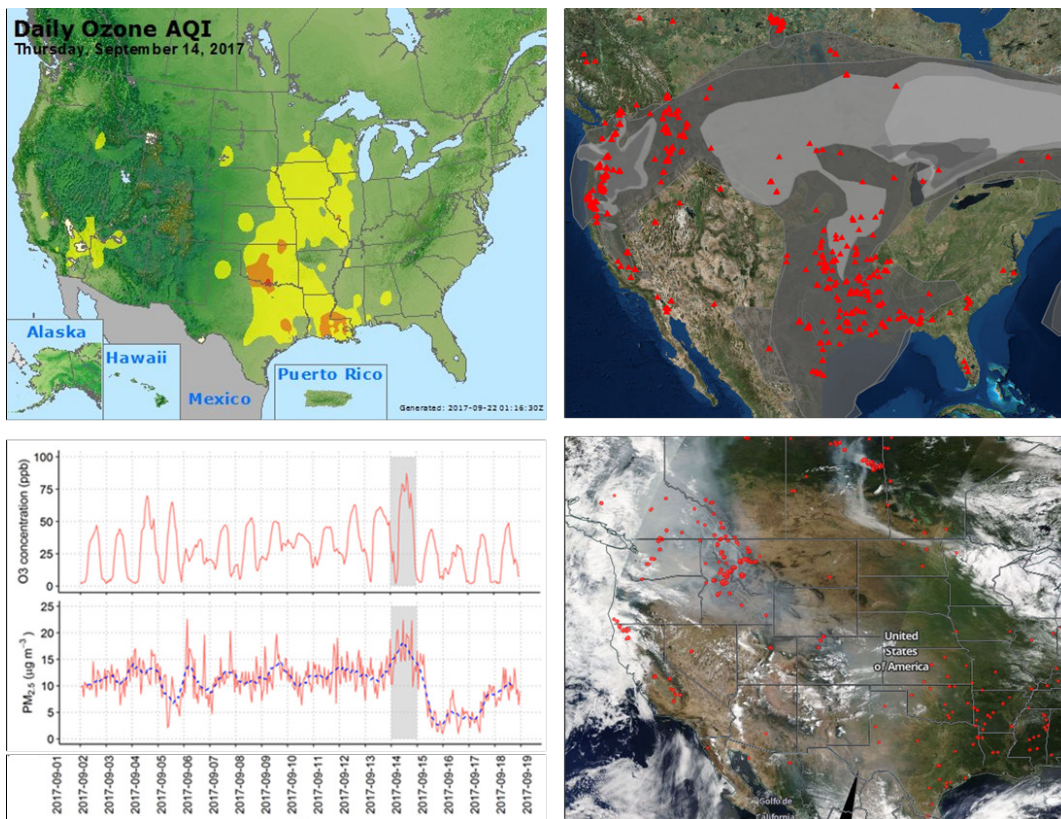 Daily Ozone AQI
Thursday, September 14, 2017
Alaska
Hawaii
Mexico
Puerto Rico
Generated: 2017-09-22 01:16:30Z
O3 concentration (ppb)
100
75
50
25
0
PM2.5 (µg m−3)
25
20
15
10
5
0
2017-09-01
2017-09-02
2017-09-03
2017-09-04
2017-09-05
2017-09-06
2017-09-07
2017-09-08
2017-09-09
2017-09-10
2017-09-11
2017-09-12
2017-09-13
2017-09-14
2017-09-15
2017-09-16
2017-09-17
2017-09-18
2017-09-19
United
States
of America
Golfo de
California